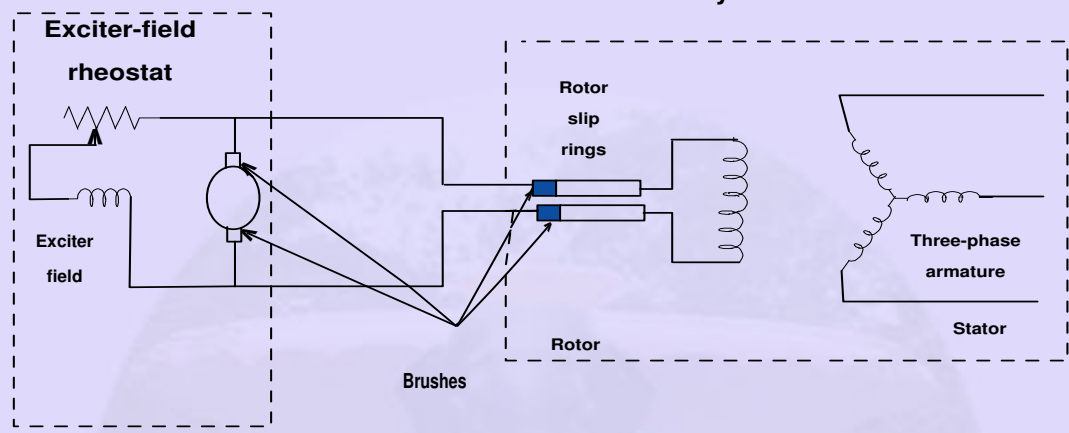 Exciter-field
rheostat
Rotor
slip
rings
Exciter
field
Three-phase
armature
Stator
Rotor
Brushes